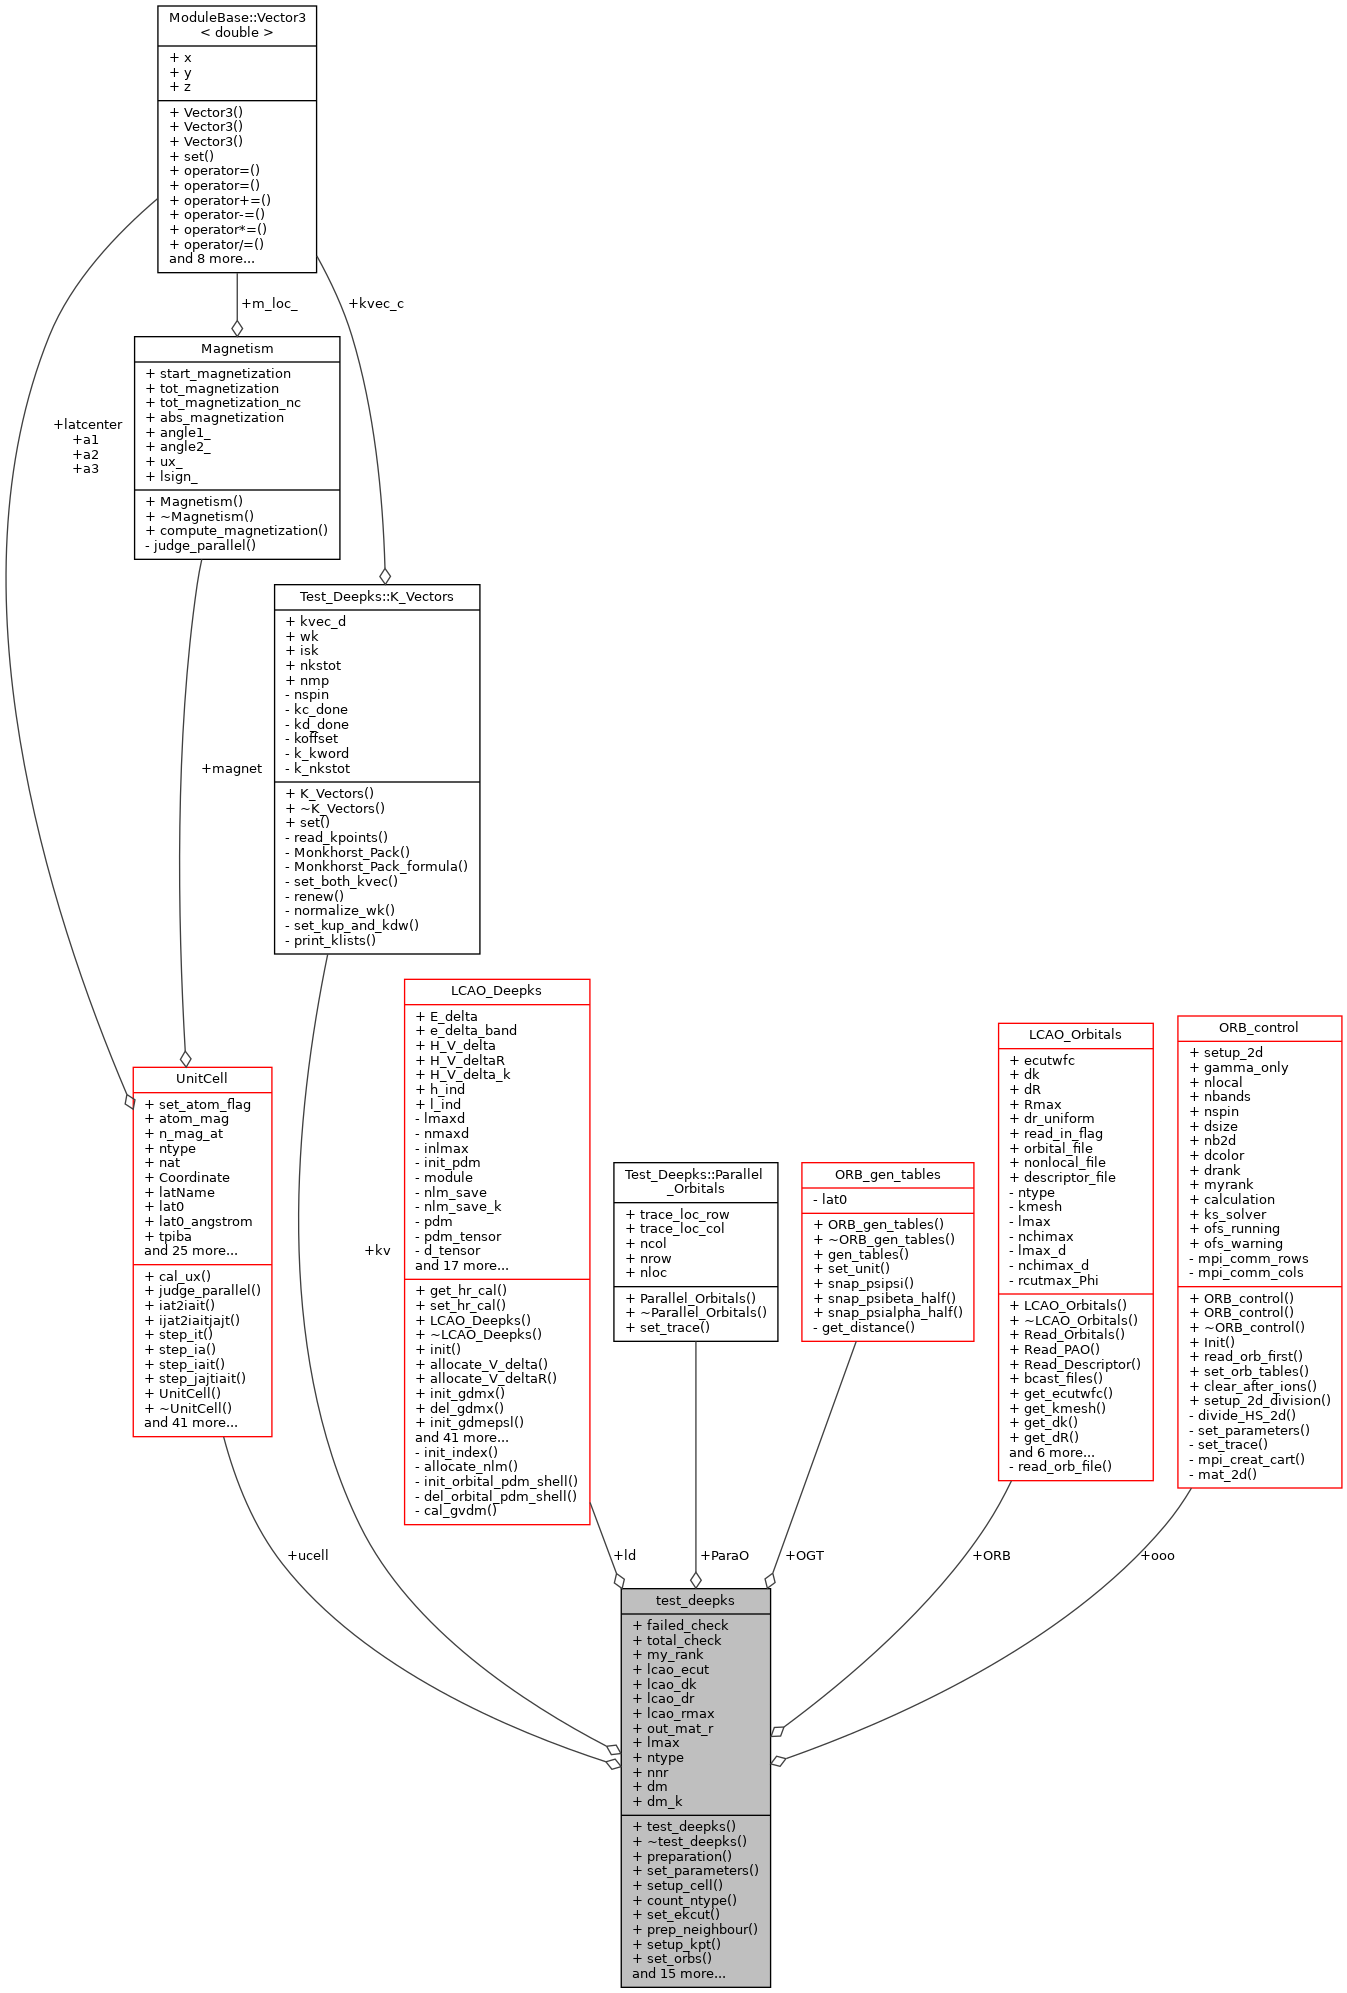 ModuleBase::Vector3
< double >
+ x
+ y
+ z
+ Vector3()
+ Vector3()
+ Vector3()
+ set()
+ operator=()
+ operator=()
+ operator+=()
+ operator-=()
+ operator*=()
+ operator/=()
and 8 more...
+m_loc_
+kvec_c
Magnetism
+ start_magnetization
+ tot_magnetization
+ tot_magnetization_nc
+ abs_magnetization
+ angle1_
+ angle2_
+ ux_
+ lsign_
+ Magnetism()
+ ~Magnetism()
+ compute_magnetization()
- judge_parallel()
+latcenter
+a1
+a2
+a3
Test_Deepks::K_Vectors
+ kvec_d
+ wk
+ isk
+ nkstot
+ nmp
- nspin
- kc_done
- kd_done
- koffset
- k_kword
- k_nkstot
+ K_Vectors()
+ ~K_Vectors()
+ set()
- read_kpoints()
- Monkhorst_Pack()
- Monkhorst_Pack_formula()
- set_both_kvec()
- renew()
- normalize_wk()
- set_kup_and_kdw()
- print_klists()
+magnet
UnitCell
+ set_atom_flag
+ atom_mag
+ n_mag_at
+ ntype
+ nat
+ Coordinate
+ latName
+ lat0
+ lat0_angstrom
+ tpiba
and 25 more...
+ cal_ux()
+ judge_parallel()
+ iat2iait()
+ ijat2iaitjajt()
+ step_it()
+ step_ia()
+ step_iait()
+ step_jajtiait()
+ UnitCell()
+ ~UnitCell()
and 41 more...
+kv
LCAO_Deepks
+ E_delta
+ e_delta_band
+ H_V_delta
+ H_V_deltaR
+ H_V_delta_k
+ h_ind
+ l_ind
- lmaxd
- nmaxd
- inlmax
- init_pdm
- module
- nlm_save
- nlm_save_k
- pdm
- pdm_tensor
- d_tensor
and 17 more...
+ get_hr_cal()
+ set_hr_cal()
+ LCAO_Deepks()
+ ~LCAO_Deepks()
+ init()
+ allocate_V_delta()
+ allocate_V_deltaR()
+ init_gdmx()
+ del_gdmx()
+ init_gdmepsl()
and 41 more...
- init_index()
- allocate_nlm()
- init_orbital_pdm_shell()
- del_orbital_pdm_shell()
- cal_gvdm()
Test_Deepks::Parallel
_Orbitals
+ trace_loc_row
+ trace_loc_col
+ ncol
+ nrow
+ nloc
+ Parallel_Orbitals()
+ ~Parallel_Orbitals()
+ set_trace()
ORB_gen_tables
- lat0
+ ORB_gen_tables()
+ ~ORB_gen_tables()
+ gen_tables()
+ set_unit()
+ snap_psipsi()
+ snap_psibeta_half()
+ snap_psialpha_half()
- get_distance()
LCAO_Orbitals
+ ecutwfc
+ dk
+ dR
+ Rmax
+ dr_uniform
+ read_in_flag
+ orbital_file
+ nonlocal_file
+ descriptor_file
- ntype
- kmesh
- lmax
- nchimax
- lmax_d
- nchimax_d
- rcutmax_Phi
+ LCAO_Orbitals()
+ ~LCAO_Orbitals()
+ Read_Orbitals()
+ Read_PAO()
+ Read_Descriptor()
+ bcast_files()
+ get_ecutwfc()
+ get_kmesh()
+ get_dk()
+ get_dR()
and 6 more...
- read_orb_file()
ORB_control
+ setup_2d
+ gamma_only
+ nlocal
+ nbands
+ nspin
+ dsize
+ nb2d
+ dcolor
+ drank
+ myrank
+ calculation
+ ks_solver
+ ofs_running
+ ofs_warning
- mpi_comm_rows
- mpi_comm_cols
+ ORB_control()
+ ORB_control()
+ ~ORB_control()
+ Init()
+ read_orb_first()
+ set_orb_tables()
+ clear_after_ions()
+ setup_2d_division()
- divide_HS_2d()
- set_parameters()
- set_trace()
- mpi_creat_cart()
- mat_2d()
+ucell
+ld
+ParaO
+OGT
+ORB
+ooo
test_deepks
+ failed_check
+ total_check
+ my_rank
+ lcao_ecut
+ lcao_dk
+ lcao_dr
+ lcao_rmax
+ out_mat_r
+ lmax
+ ntype
+ nnr
+ dm
+ dm_k
+ test_deepks()
+ ~test_deepks()
+ preparation()
+ set_parameters()
+ setup_cell()
+ count_ntype()
+ set_ekcut()
+ prep_neighbour()
+ setup_kpt()
+ set_orbs()
and 15 more...